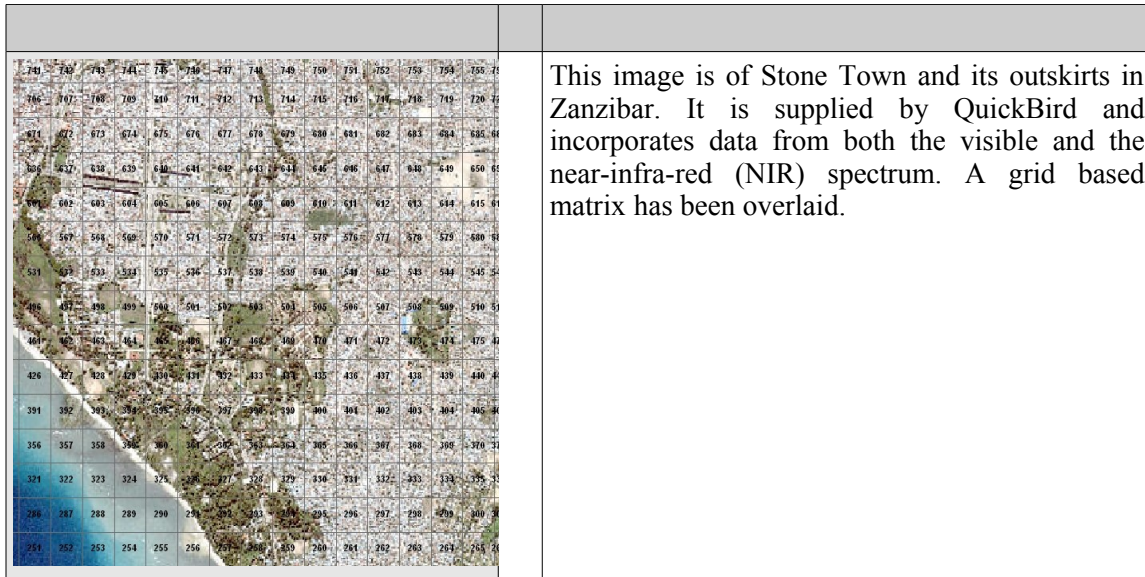 741 742 743 744 745 746 747 748 749 750 751 752 753 754 755
706 707 708 709 710 711 712 713 714 715 716 717 718 719 720
671 672 673 674 675 676 677 678 679 680 681 682 683 684 685
636 637 638 639 640 641 642 643 644 645 646 647 648 649 650
601 602 603 604 605 606 607 608 609 610 611 612 613 614 615
566 567 568 569 570 571 572 573 574 575 576 577 578 579 580
531 532 533 534 535 536 537 538 539 540 541 542 543 544 545
496 497 498 499 500 501 502 503 504 505 506 507 508 509 510
461 462 463 464 465 466 467 468 469 470 471 472 473 474 475
426 427 428 429 430 431 432 433 434 435 436 437 438 439 440
391 392 393 394 395 396 397 398 399 400 401 402 403 404 405
356 357 358 359 360 361 362 363 364 365 366 367 368 369 370
321 322 323 324 325 326 327 328 329 330 331 332 333 334 335
286 287 288 289 290 291 292 293 294 295 296 297 298 299 300
251 252 253 254 255 256 257 258 259 260 261 262 263 264 265
This image is of Stone Town and its outskirts in
Zanzibar. It is supplied by QuickBird and
incorporates data from both the visible and the
near-infra-red (NIR) spectrum. A grid based
matrix has been overlaid.